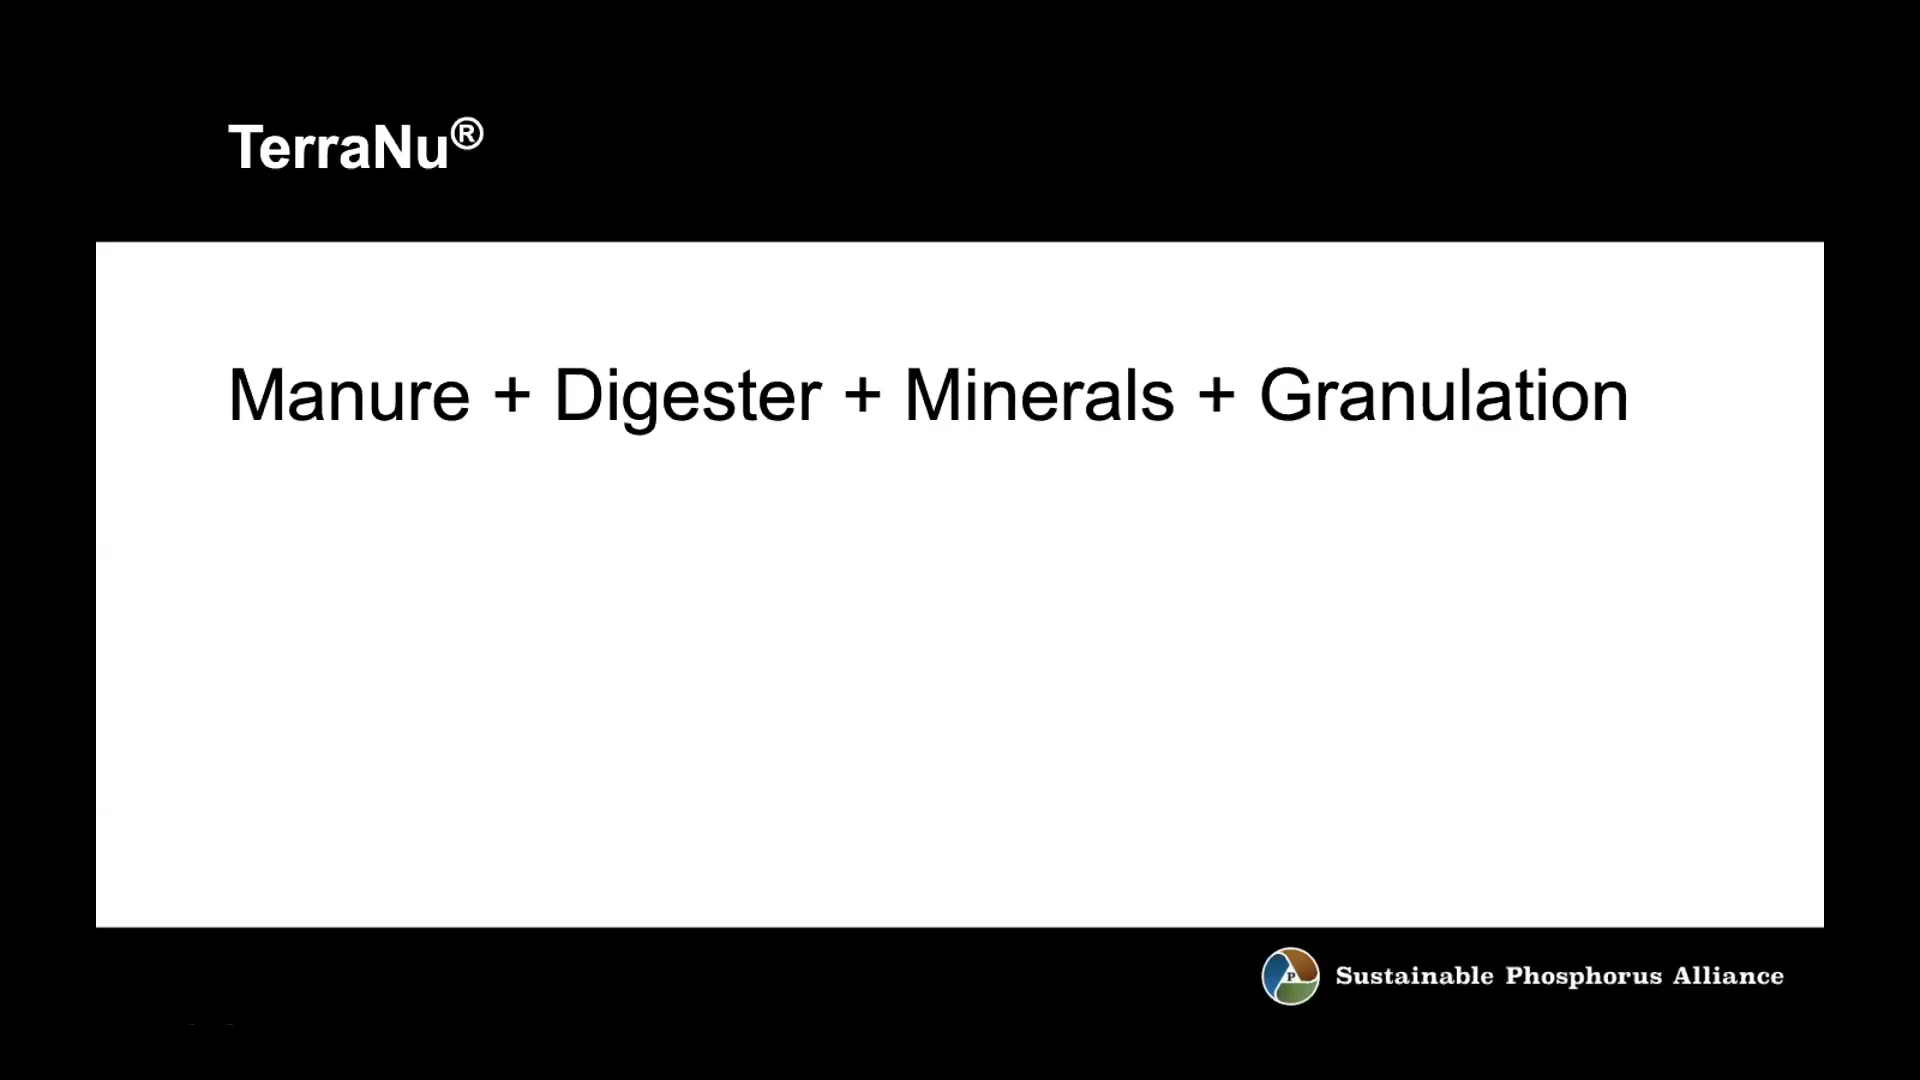 TerraNu®
Manure + Digester + Minerals + Granulation
P
Sustainable Phosphorus Alliance